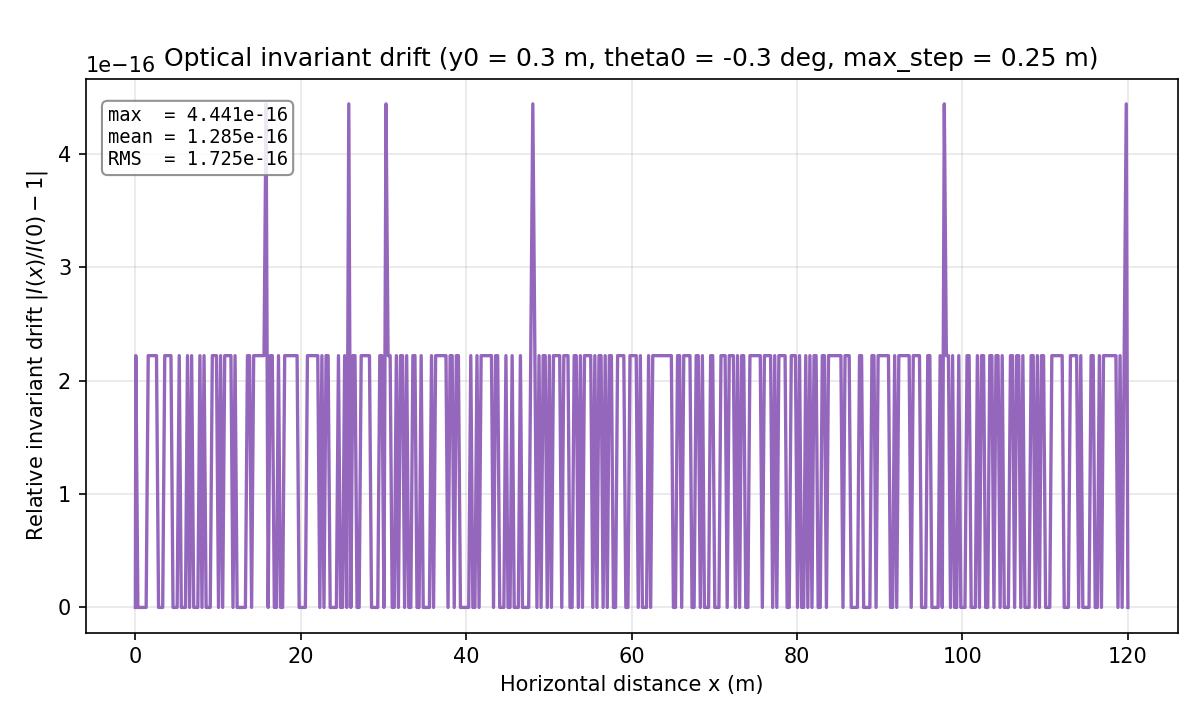 Optical invariant drift (y0 = 0.3 m, theta0 = -0.3 deg, max_step = 0.25 m)
1e−16
max  = 4.441e-16
mean = 1.285e-16
RMS  = 1.725e-16
Relative invariant drift |I(x)/I(0) − 1|
4
3
2
1
0
0 20 40 60 80 100 120
Horizontal distance x (m)